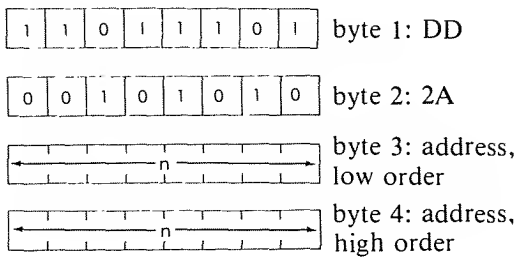 1 1 0 1 1 1 0 1 byte 1: DD
0 0 1 0 1 0 1 0 byte 2: 2A
n byte 3: address,
low order
n byte 4: address,
high order